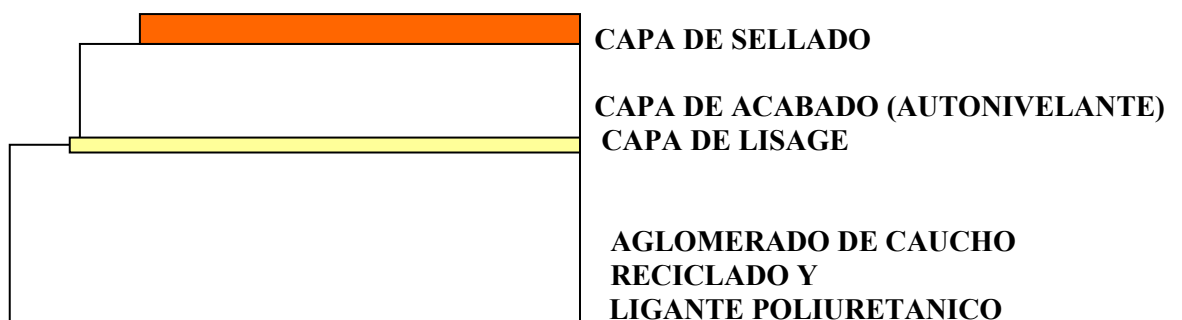 CAPA DE SELLADO
CAPA DE ACABADO (AUTONIVELANTE)
CAPA DE LISAGE
AGLOMERADO DE CAUCHO
RECICLADO Y
LIGANTE POLIURETANICO